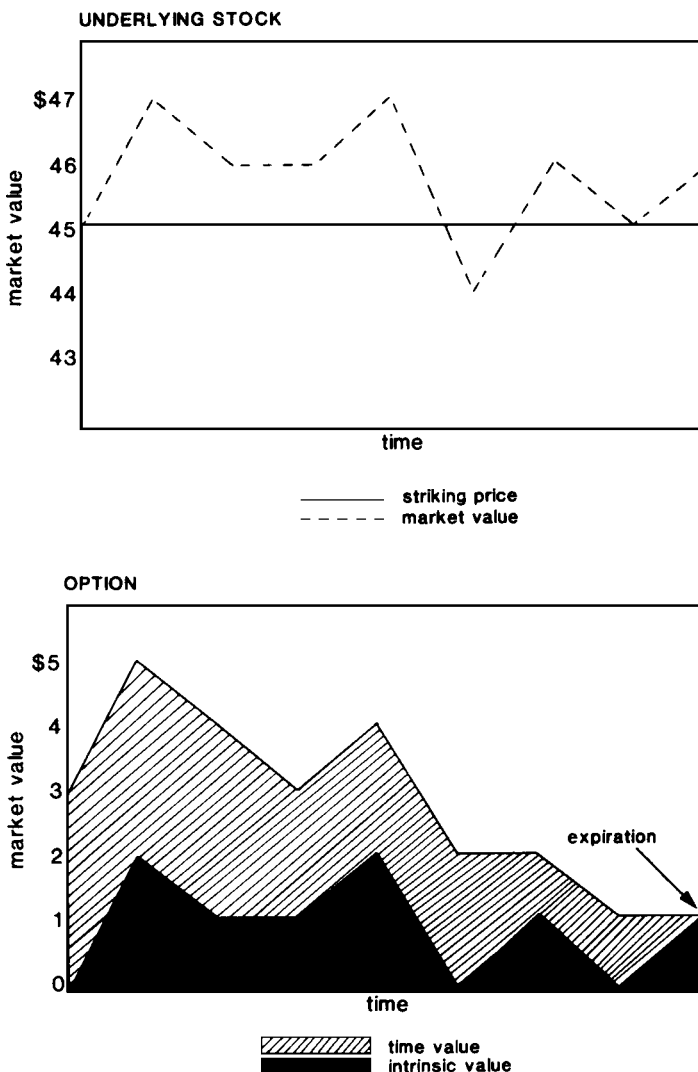 UNDERLYING STOCK
$47
46
45
44
43
market value
time
striking price
market value
OPTION
$5
4
3
2
1
0
market value
expiration
time
time value
intrinsic value